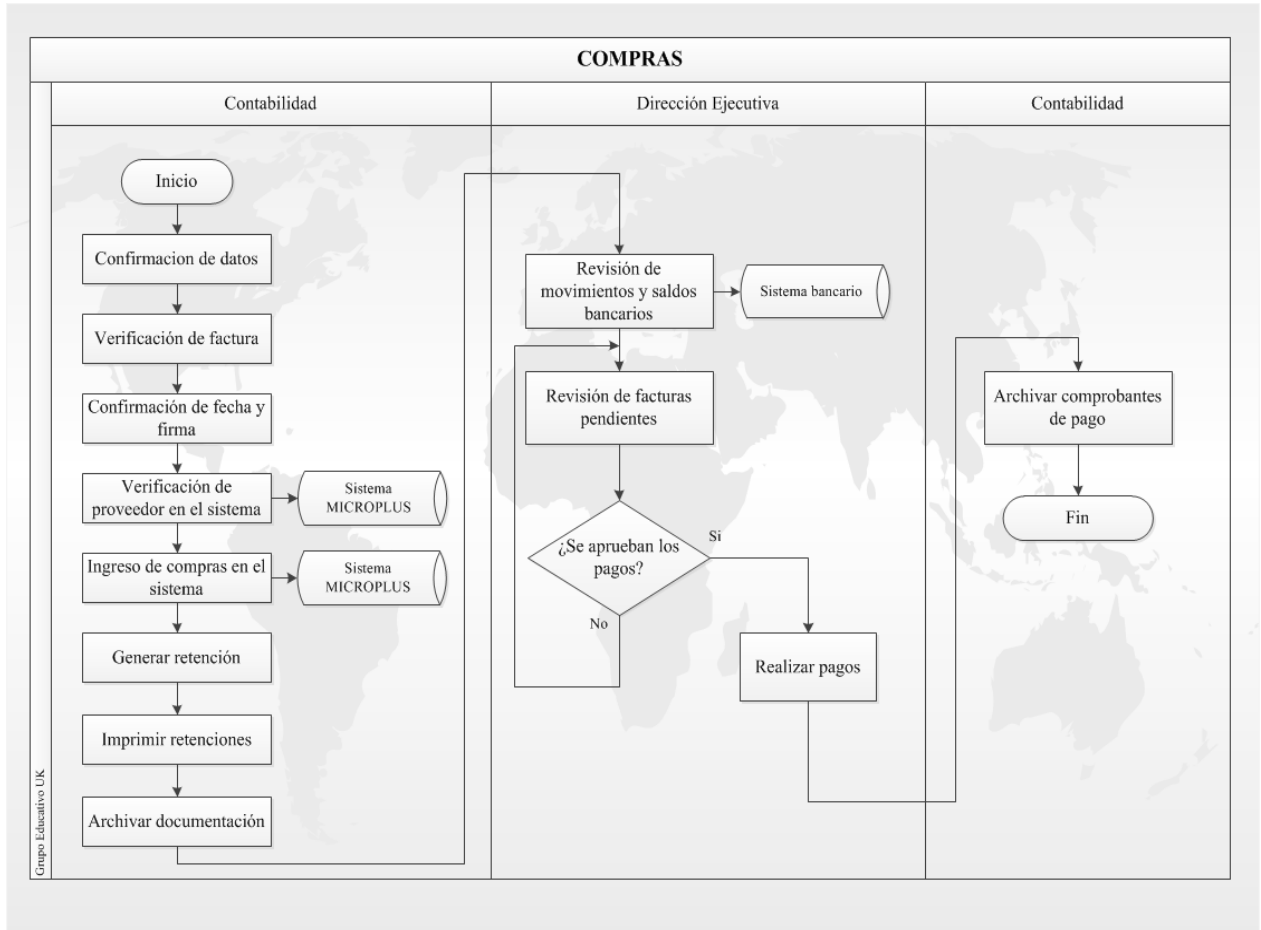 COMPRAS
Contabilidad
Dirección Ejecutiva
Contabilidad
Grupo Educativo UK
Inicio
Confirmacion de datos
Verificación de factura
Confirmación de fecha y
firma
Verificación de
proveedor en el sistema
Sistema
MICROPLUS
Ingreso de compras en el
sistema
Sistema
MICROPLUS
Generar retención
Imprimir retenciones
Archivar documentación
Revisión de
movimientos y saldos
bancarios
Sistema bancario
Revisión de facturas
pendientes
¿Se aprueban los
pagos?
Si
No
Realizar pagos
Archivar comprobantes
de pago
Fin